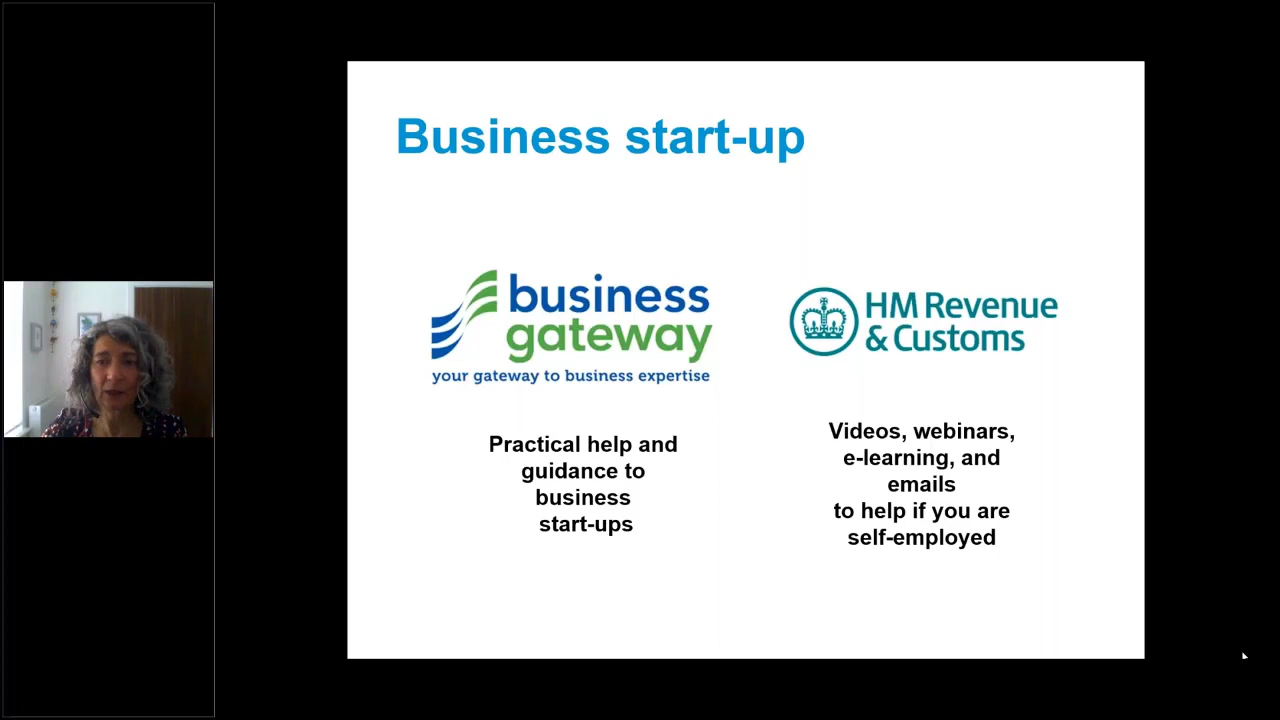 Business start-up
business
gateway
your gateway to business expertise
HM Revenue
& Customs
Practical help and
guidance to
business
start-ups
Videos, webinars,
e-learning, and
emails
to help if you are
self-employed